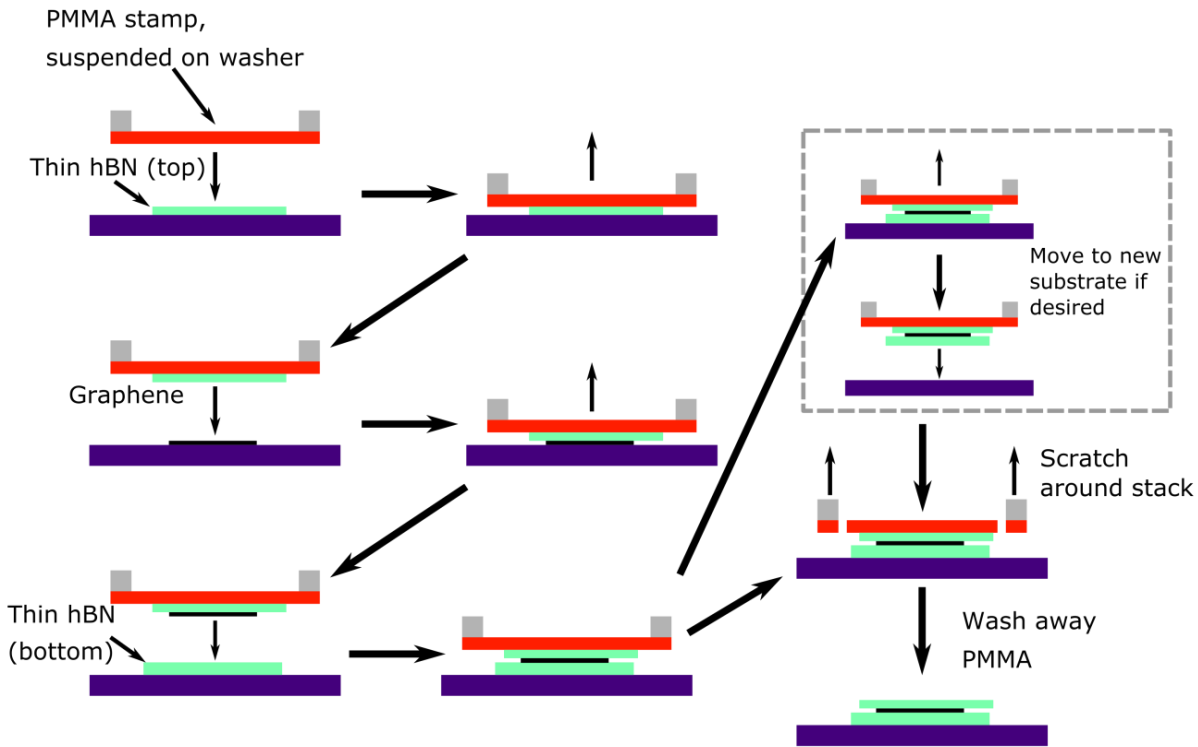 PMMA stamp,
suspended on washer
Thin hBN (top)
Graphene
Thin hBN
(bottom)
Move to new
substrate if
desired
Scratch
around stack
Wash away
PMMA